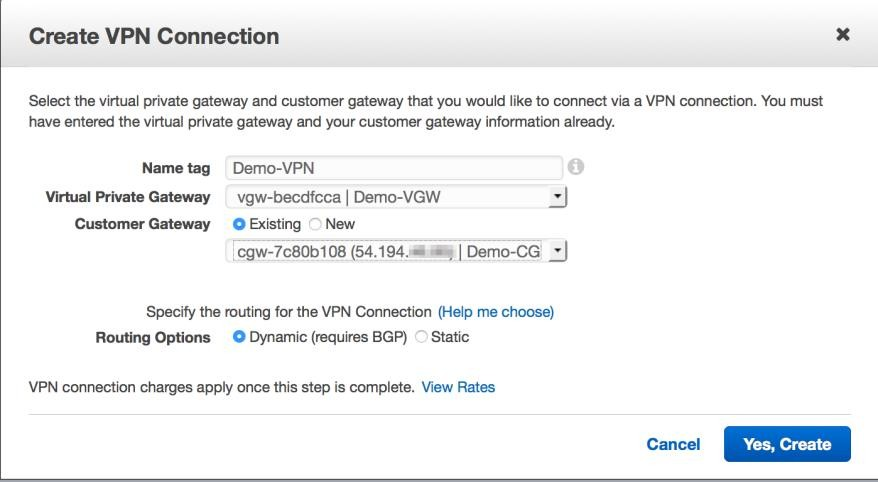 Create VPN Connection
Select the virtual private gateway and customer gateway that you would like to connect via a VPN connection. You must
have entered the virtual private gateway and your customer gateway information already.
Name tag Demo-VPN
Virtual Private Gateway vgw-becdfcca | Demo-VGW
Customer Gateway Existing New
cgw-7c80b108 (54.194. | Demo-CG
Specify the routing for the VPN Connection (Help me choose)
Routing Options Dynamic (requires BGP) Static
VPN connection charges apply once this step is complete. View Rates
Cancel Yes, Create